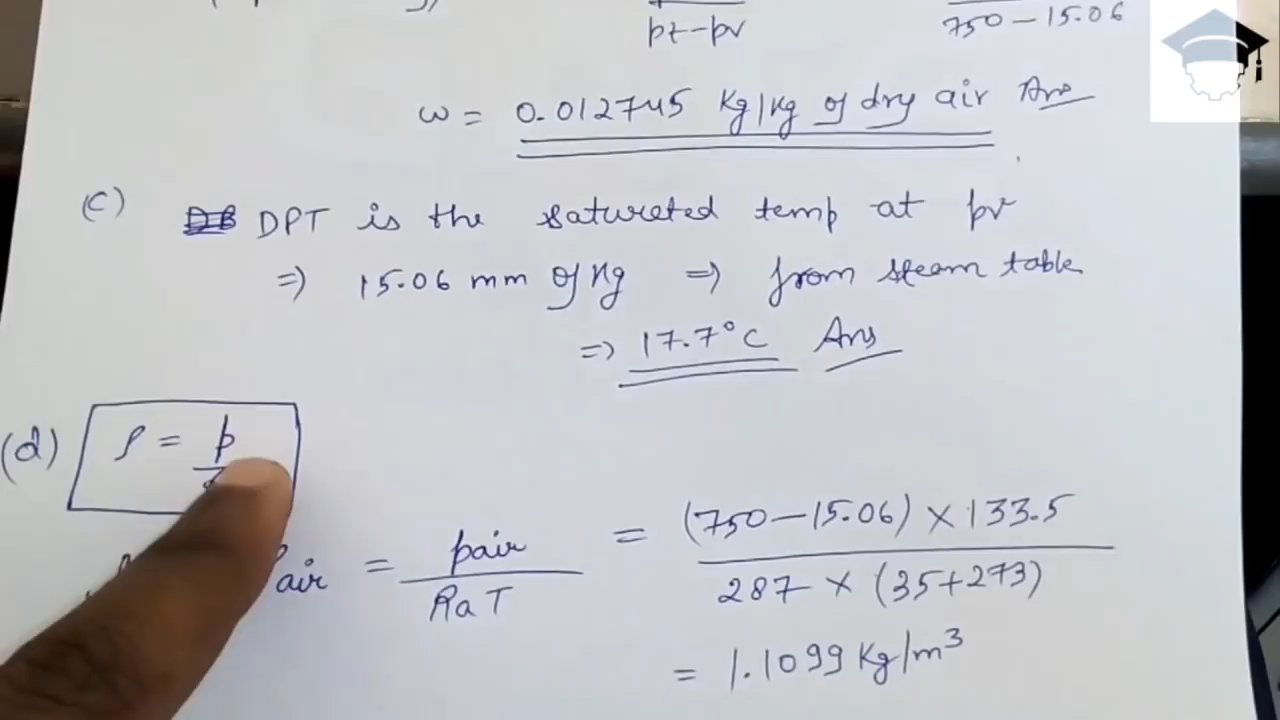 pt-pv 750-15.06
ω = 0.012745 Kg/kg of dry air Ans
(c) DPT is the satureted temp at pv
=> 15.06 mm of Hg => from steam table
=> 17.7°C Ans
(d) ρ = p
air = pair = (750-15.06) × 133.5
RaT 287 × (35+273)
= 1.1099 Kg/m³